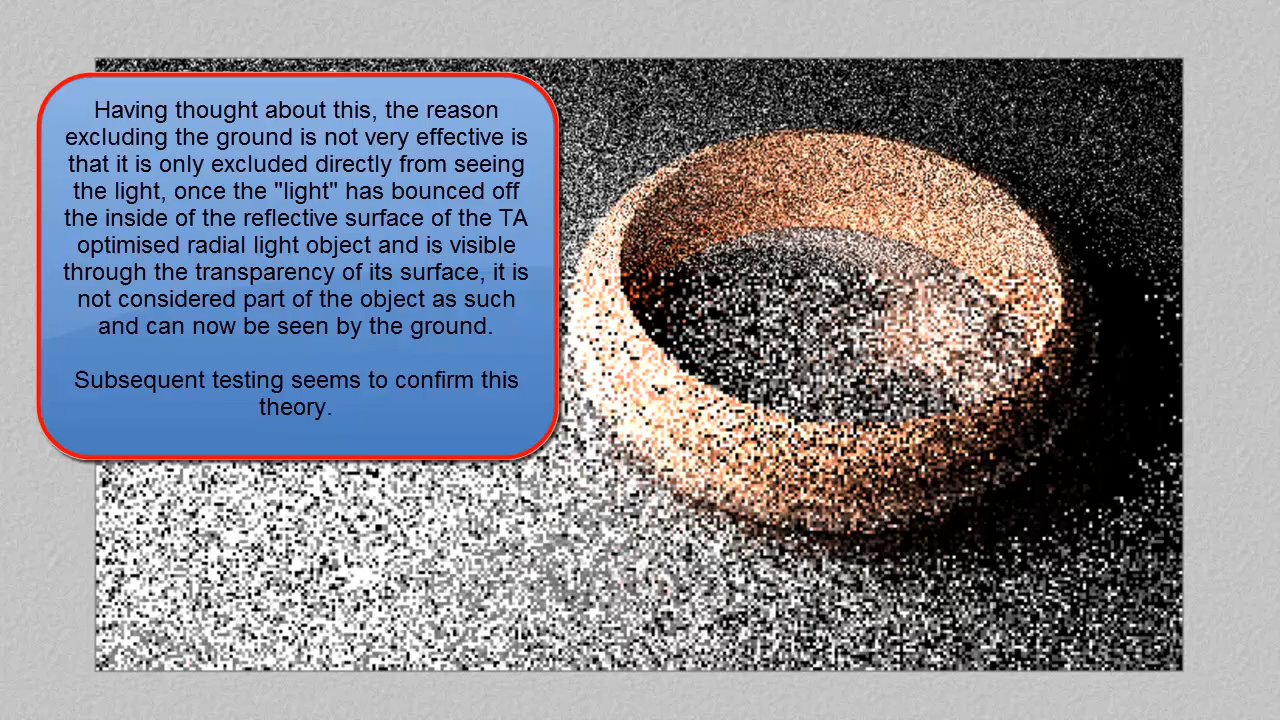 Having thought about this, the reason
excluding the ground is not very effective is
that it is only excluded directly from seeing
the light, once the "light" has bounced off
the inside of the reflective surface of the TA
optimised radial light object and is visible
through the transparency of its surface, it is
not considered part of the object as such
and can now be seen by the ground.
Subsequent testing seems to confirm this
theory.